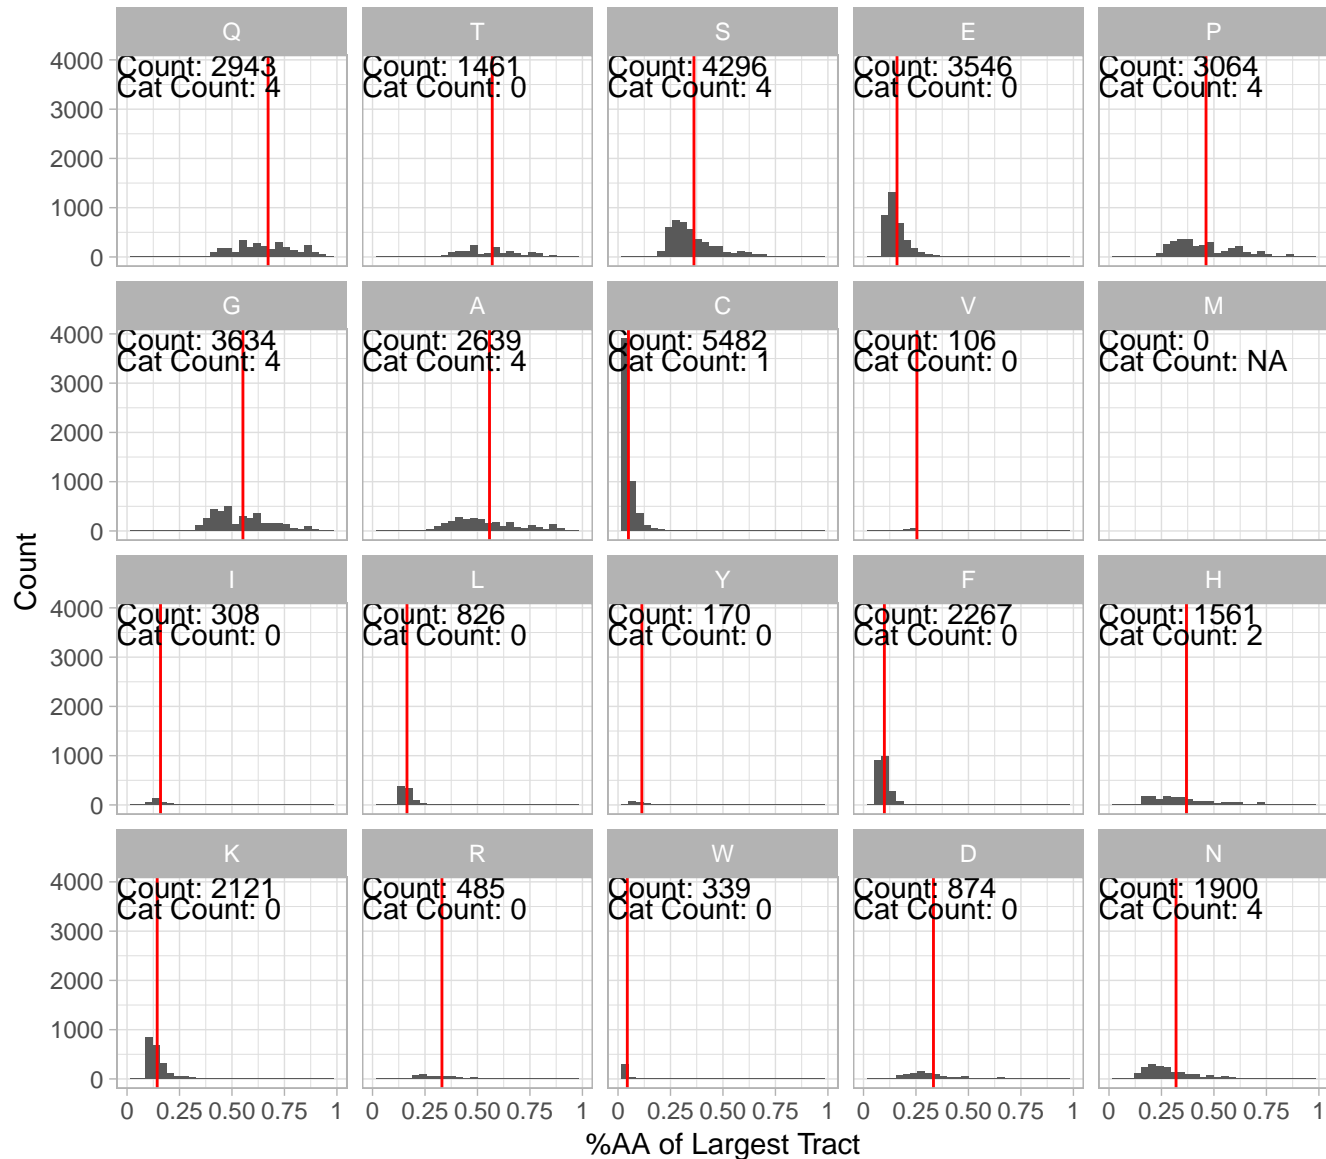 Q T S E P
4000 Count: 2943 Count: 1461 Count: 4296 Count: 3546 Count: 3064
Cat Count: 4 Cat Count: 0 Cat Count: 4 Cat Count: 0 Cat Count: 4
3000
2000
1000
0
G A C V M
4000 Count: 3634 Count: 2639 Count: 5482 Count: 106 Count: 0
Cat Count: 4 Cat Count: 4 Cat Count: 1 Cat Count: 0 Cat Count: NA
3000
2000
1000
0
Count
I L Y F H
4000 Count: 308 Count: 826 Count: 170 Count: 2267 Count: 1561
Cat Count: 0 Cat Count: 0 Cat Count: 0 Cat Count: 0 Cat Count: 2
3000
2000
1000
0
K R W D N
4000 Count: 2121 Count: 485 Count: 339 Count: 874 Count: 1900
Cat Count: 0 Cat Count: 0 Cat Count: 0 Cat Count: 0 Cat Count: 4
3000
2000
1000
0
0 0.25 0.50 0.75 1 0 0.25 0.50 0.75 1 0 0.25 0.50 0.75 1 0 0.25 0.50 0.75 1 0 0.25 0.50 0.75 1
%AA of Largest Tract